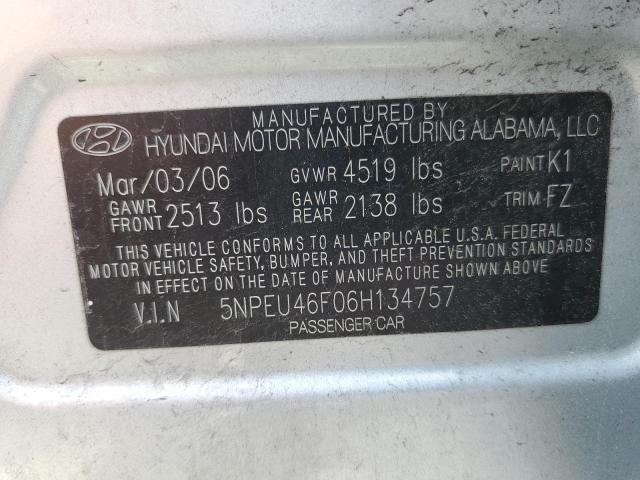 MANUFACTURED BY
HYUNDAI MOTOR MANUFACTURING ALABAMA, LLC
Mar/03/06 GVWR 4519 lbs PAINT K1
GAWR FRONT 2513 lbs GAWR REAR 2138 lbs TRIM FZ
THIS VEHICLE CONFORMS TO ALL APPLICABLE U.S.A. FEDERAL
MOTOR VEHICLE SAFETY, BUMPER, AND THEFT PREVENTION STANDARDS
IN EFFECT ON THE DATE OF MANUFACTURE SHOWN ABOVE
V.I.N 5NPEU46F06H134757
PASSENGER CAR